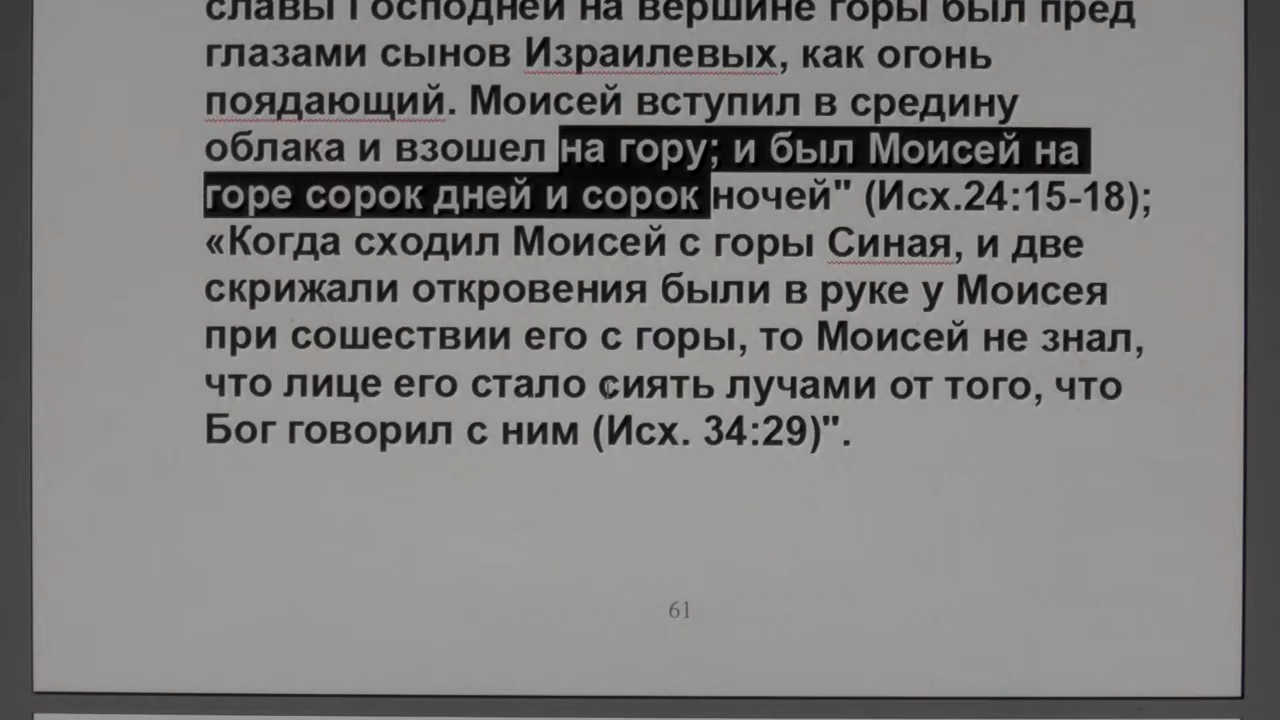 славы Господней на вершине горы был пред
глазами сынов Израилевых, как огонь
поядающий. Моисей вступил в средину
облака и взошел на гору; и был Моисей на
горе сорок дней и сорок ночей" (Исх.24:15-18);
«Когда сходил Моисей с горы Синая, и две
скрижали откровения были в руке у Моисея
при сошествии его с горы, то Моисей не знал,
что лице его стало сиять лучами от того, что
Бог говорил с ним (Исх. 34:29)".
61